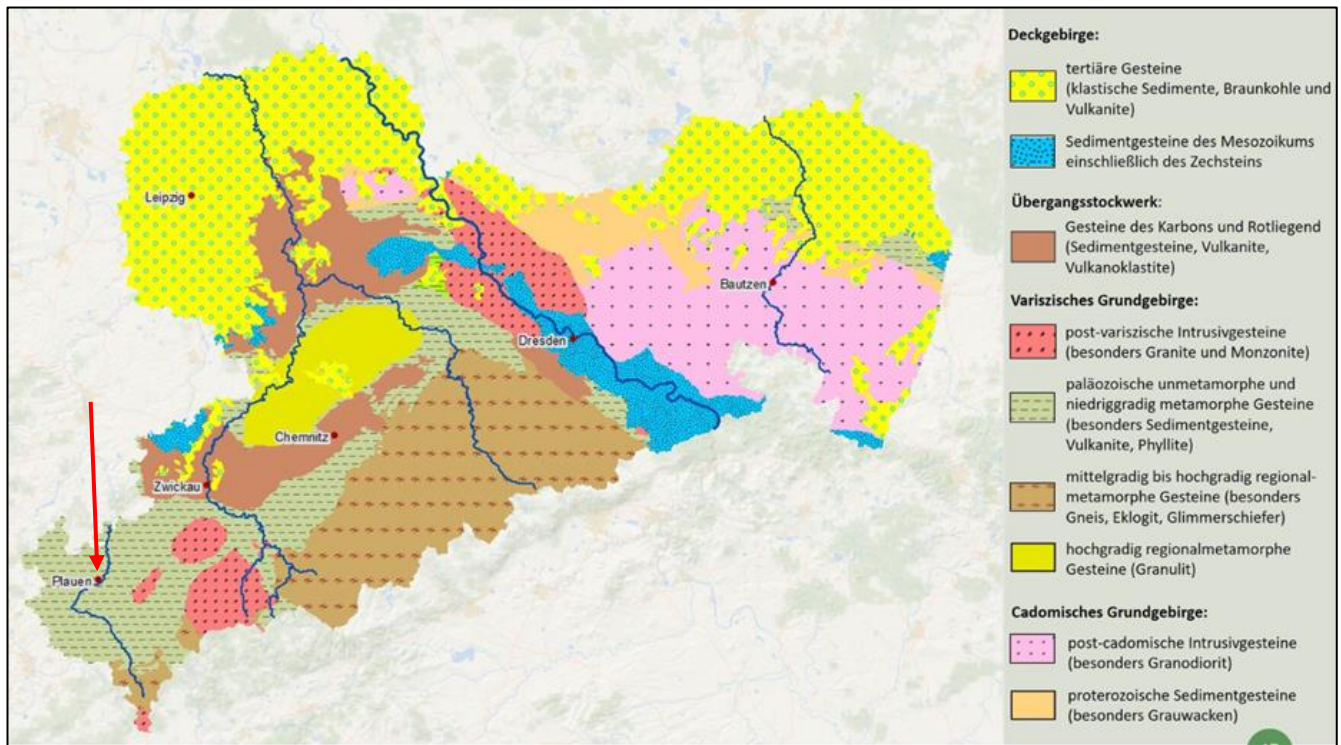 Leipzig
Bautzen
Dresden
Chemnitz
Zwickau
Plauen
Deckgebirge:
tertiäre Gesteine
(klastische Sedimente, Braunkohle und
Vulkanite)
Sedimentgesteine des Mesozoikums
einschließlich des Zechsteins
Übergangsstockwerk:
Gesteine des Karbons und Rotliegend
(Sedimentgesteine, Vulkanite,
Vulkanoklastite)
Variszisches Grundgebirge:
post-variszische Intrusivgesteine
(besonders Granite und Monzonite)
paläozoische unmetamorphe und
niedriggradig metamorphe Gesteine
(besonders Sedimentgesteine,
Vulkanite, Phyllite)
mittelgradig bis hochgradig regional-
metamorphe Gesteine (besonders
Gneis, Eklogit, Glimmerschiefer)
hochgradig regionalmetamorphe
Gesteine (Granulit)
Cadomisches Grundgebirge:
post-cadomische Intrusivgesteine
(besonders Granodiorit)
proterozoische Sedimentgesteine
(besonders Grauwacken)